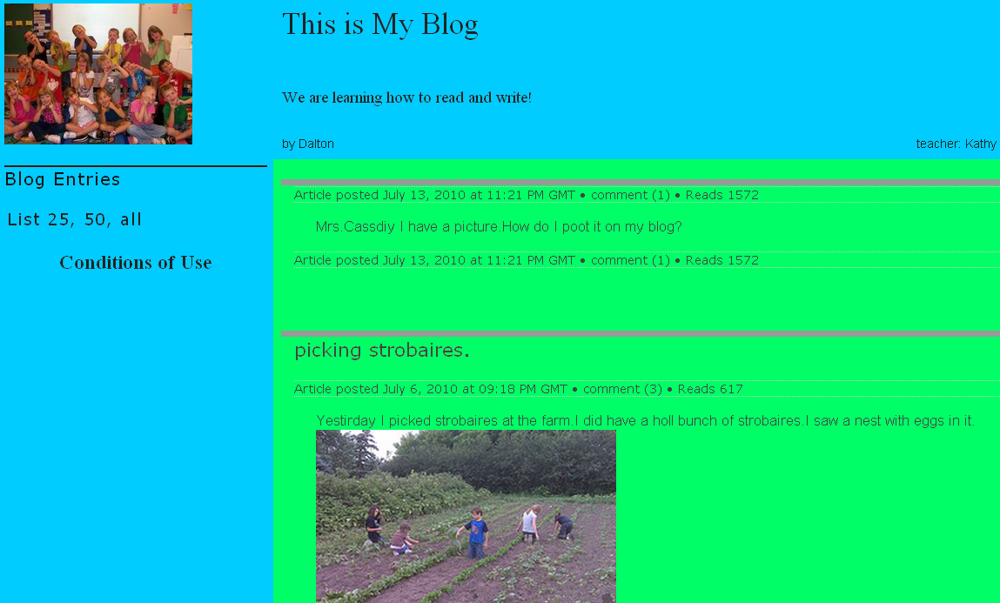 This is My Blog
We are learning how to read and write!
by Dalton
teacher: Kathy
Blog Entries
List 25, 50, all
Conditions of Use
Article posted July 13, 2010 at 11:21 PM GMT • comment (1) • Reads 1572
Mrs.Cassdiy I have a picture.How do I poot it on my blog?
Article posted July 13, 2010 at 11:21 PM GMT • comment (1) • Reads 1572
picking strobaires.
Article posted July 6, 2010 at 09:18 PM GMT • comment (3) • Reads 617
Yestirday I picked strobaires at the farm.I did have a holl bunch of strobaires.I saw a nest with eggs in it.